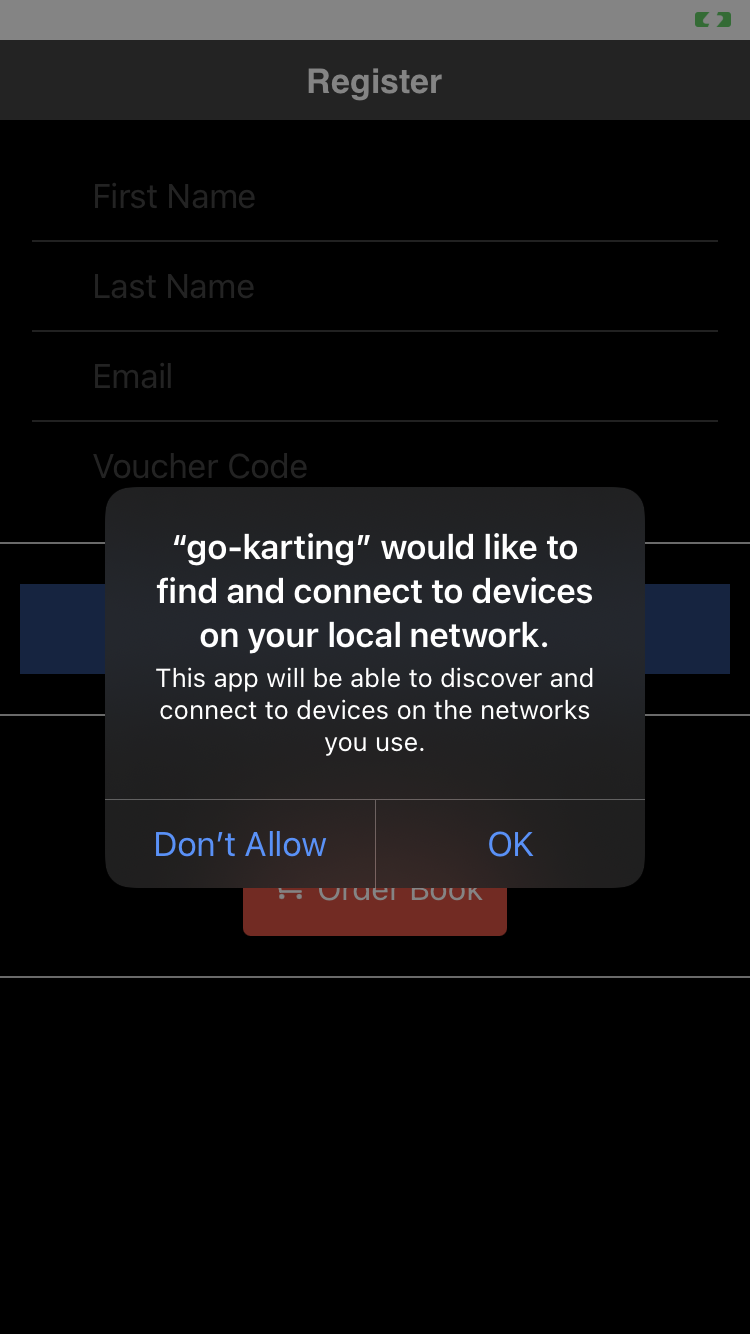 Register
First Name
Last Name
Email
Voucher Code
“go-karting” would like to
find and connect to devices
on your local network.
This app will be able to discover and
connect to devices on the networks
you use.
Don’t Allow
OK
Order Book